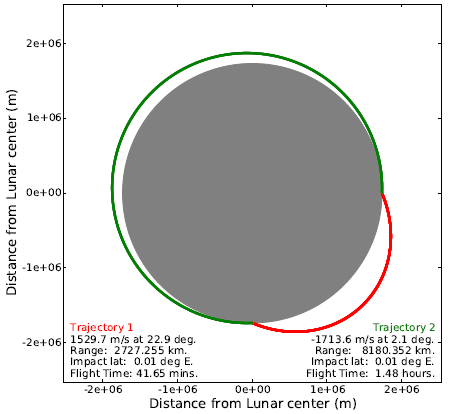 Distance from Lunar center (m)
2e+06
1e+06
0e+00
-1e+06
-2e+06
Trajectory 1
1529.7 m/s at 22.9 deg.
Range: 2727.255 km.
Impact lat: 0.01 deg E.
Flight Time: 41.65 mins.
Trajectory 2
-1713.6 m/s at 2.1 deg.
Range: 8180.352 km.
Impact lat: 0.01 deg E.
Flight Time: 1.48 hours.
-2e+06
-1e+06
0e+00
1e+06
2e+06
Distance from Lunar center (m)